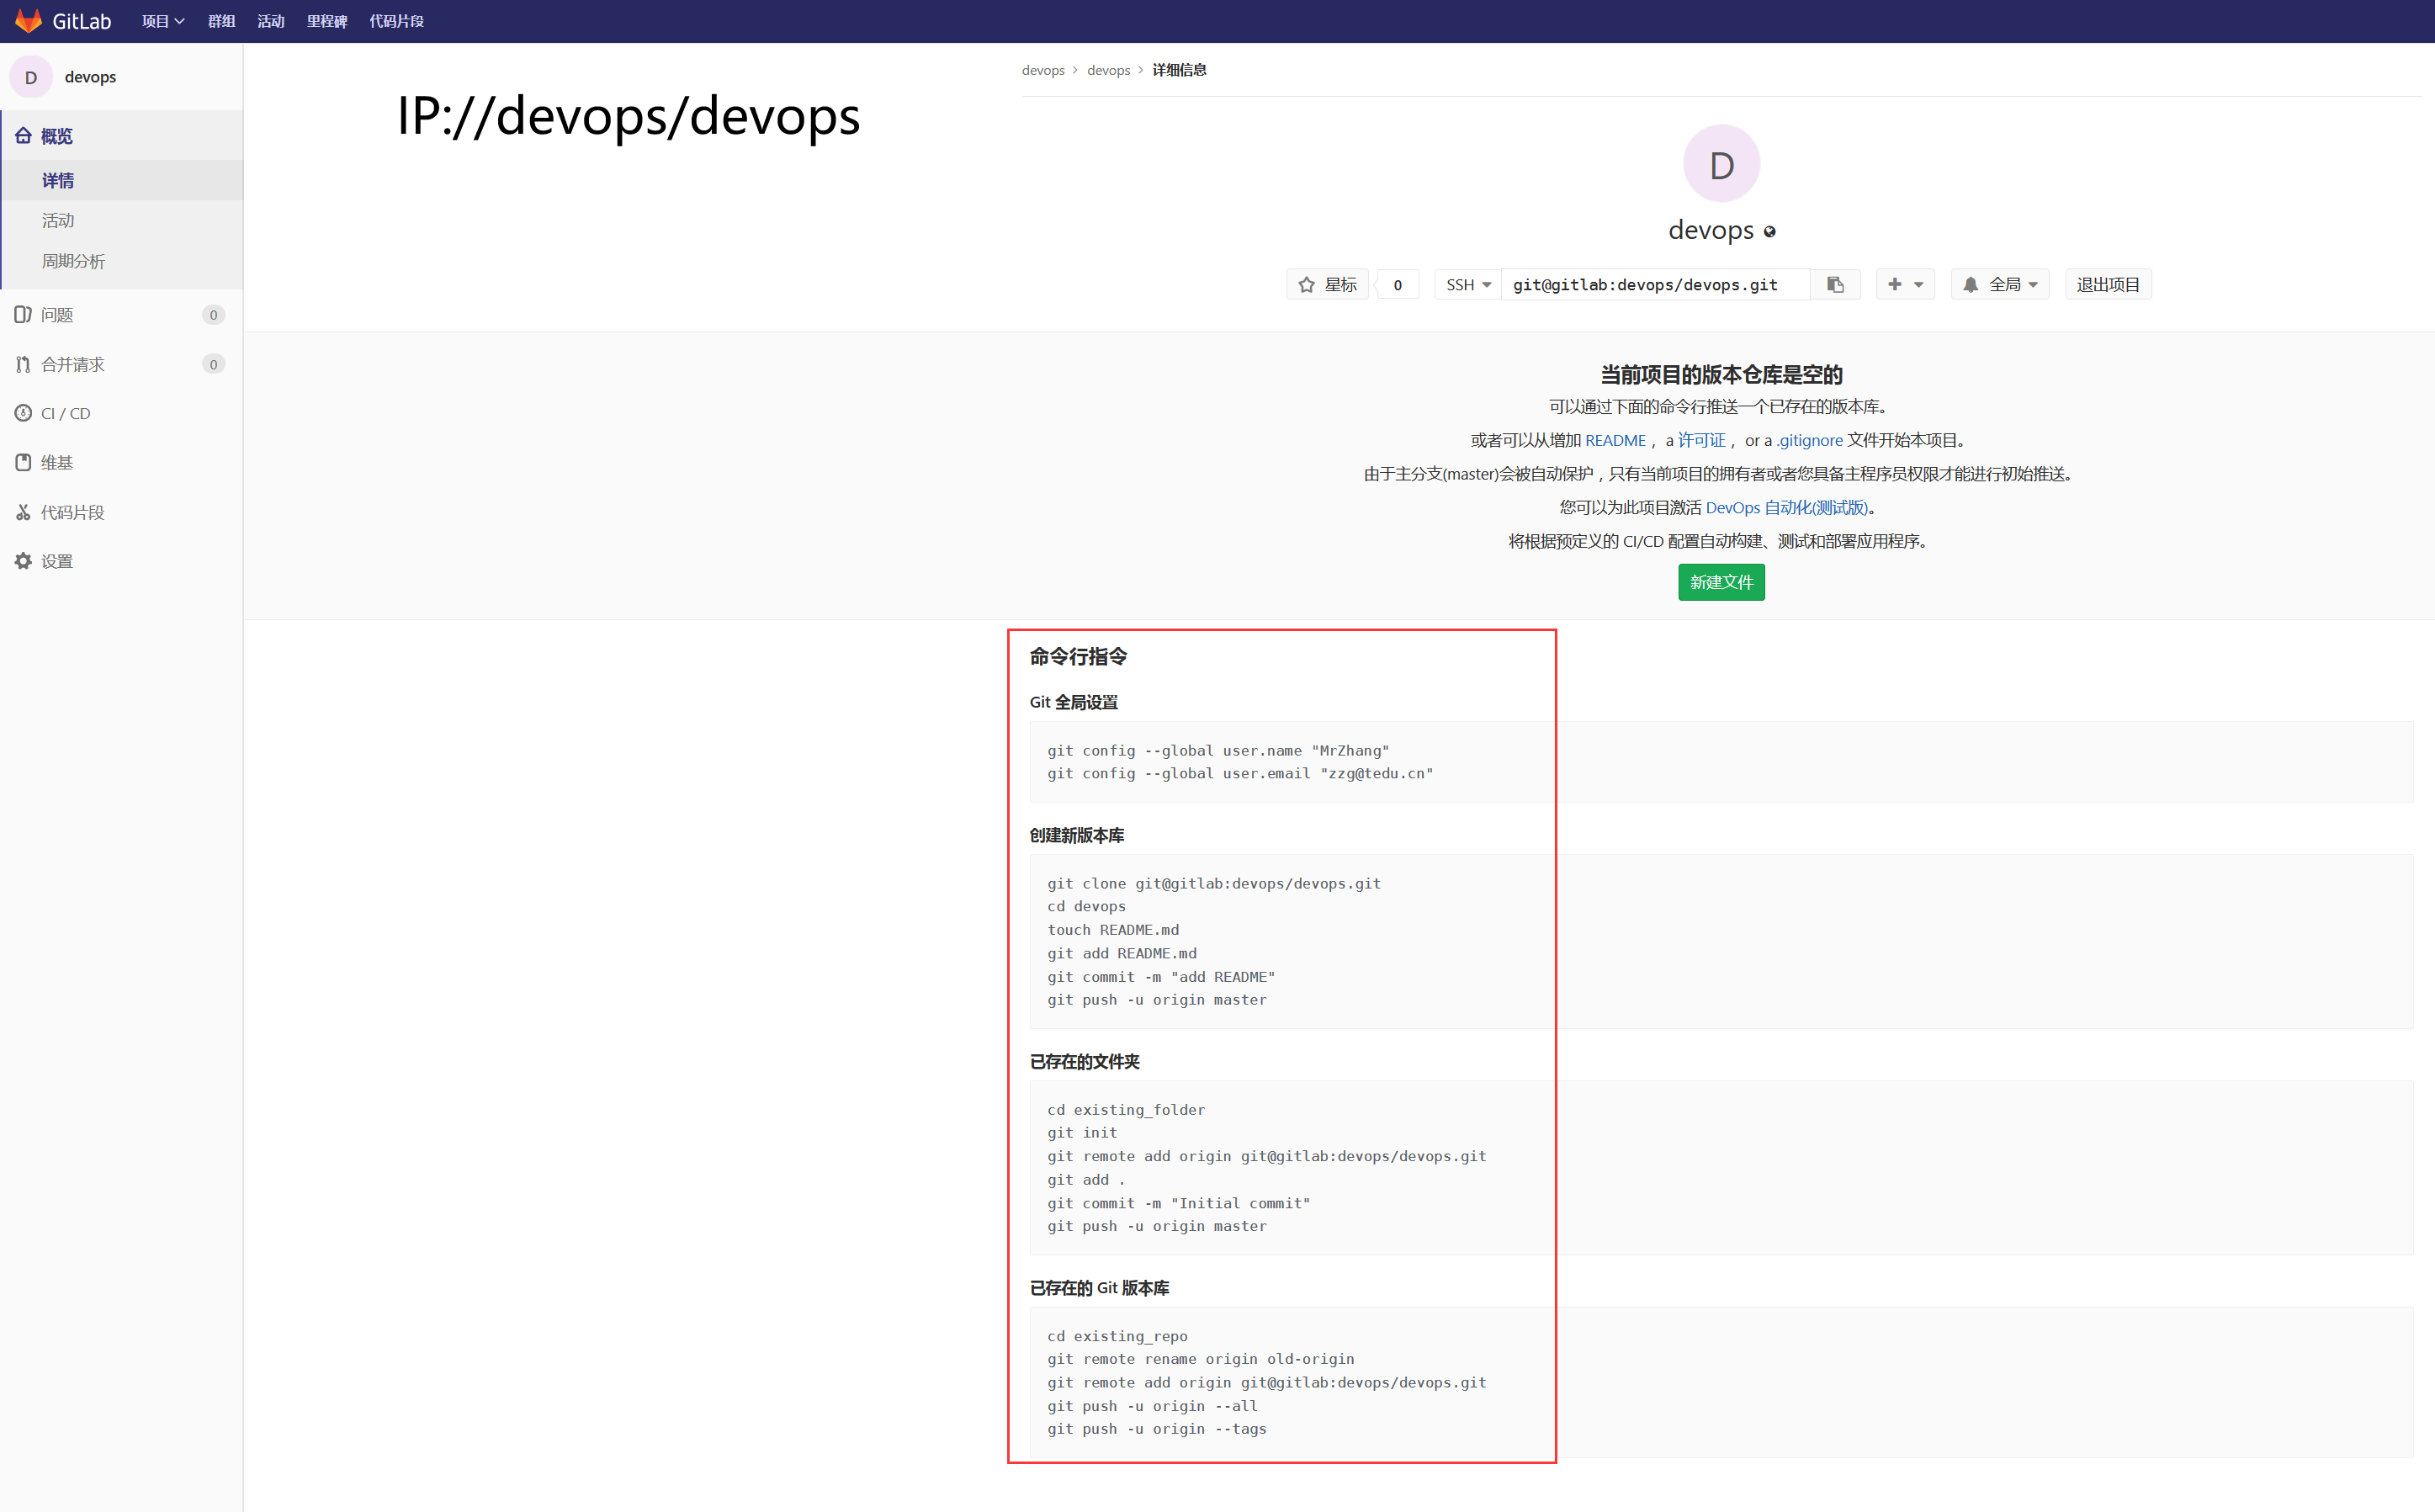 GitLab 项目 群组 活动 里程碑 代码片段
D devops
概览
详情
活动
周期分析
问题 0
合并请求 0
CI / CD
维基
代码片段
设置
IP://devops/devops
devops > devops > 详细信息
D
devops
星标 0 SSH git@gitlab:devops/devops.git 全局 退出项目
当前项目的版本仓库是空的
可以通过下面的命令行推送一个已存在的版本库。
或者可以从增加 README , a 许可证 , or a .gitignore 文件开始本项目。
由于主分支(master)会被自动保护，只有当前项目的拥有者或者您具备主程序员权限才能进行初始推送。
您可以为此项目激活 DevOps 自动化(测试版)。
将根据预定义的 CI/CD 配置自动构建、测试和部署应用程序。
新建文件
命令行指令
Git 全局设置
git config --global user.name "MrZhang"
git config --global user.email "zzg@tedu.cn"
创建新版本库
git clone git@gitlab:devops/devops.git
cd devops
touch README.md
git add README.md
git commit -m "add README"
git push -u origin master
已存在的文件夹
cd existing_folder
git init
git remote add origin git@gitlab:devops/devops.git
git add .
git commit -m "Initial commit"
git push -u origin master
已存在的 Git 版本库
cd existing_repo
git remote rename origin old-origin
git remote add origin git@gitlab:devops/devops.git
git push -u origin --all
git push -u origin --tags